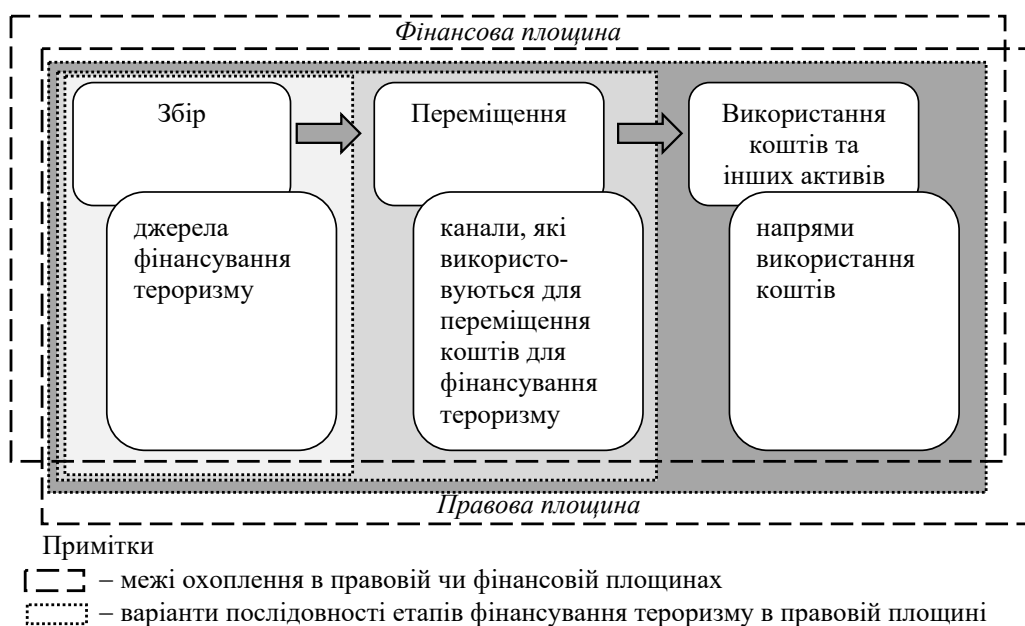 Фінансова площина
Збір
Переміщення
Використання
коштів та
інших активів
джерела
фінансування
тероризму
канали, які
використо-
вуються для
переміщення
коштів для
фінансування
тероризму
напрями
використання
коштів
Правова площина
Примітки
– межі охоплення в правовій чи фінансовій площинах
– варіанти послідовності етапів фінансування тероризму в правовій площині